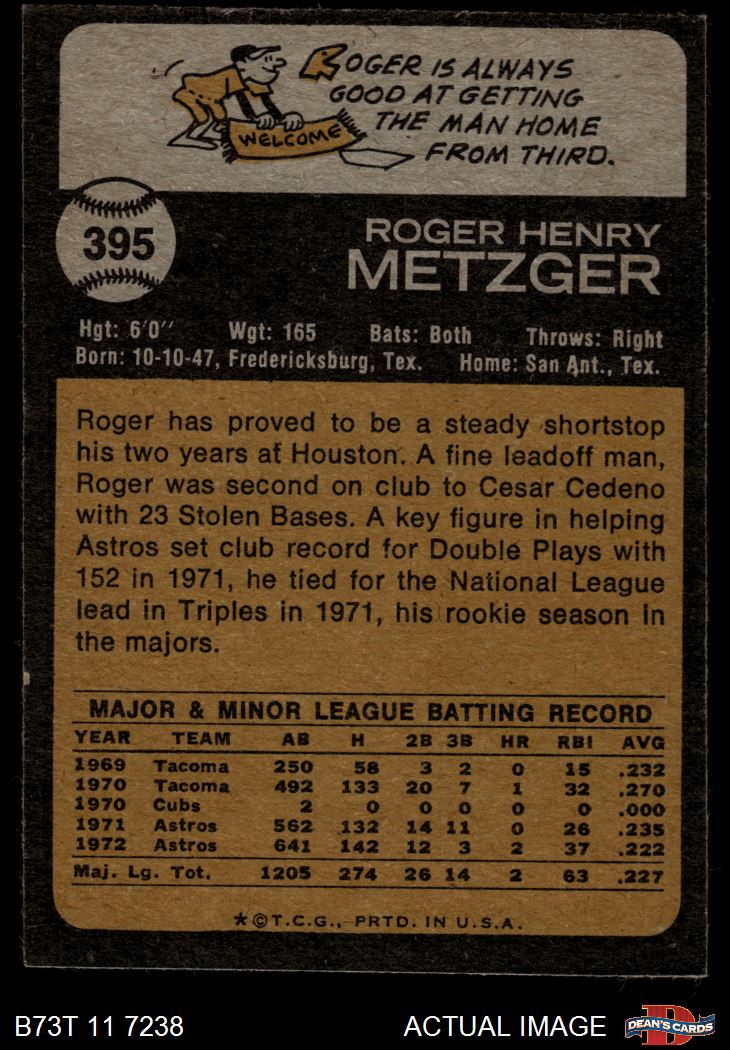 ROGER IS ALWAYS
GOOD AT GETTING
THE MAN HOME
FROM THIRD.
WELCOME
395
ROGER HENRY
METZGER
Hgt: 6'0" Wgt: 165 Bats: Both Throws: Right
Born: 10-10-47, Fredericksburg, Tex. Home: San Ant., Tex.
Roger has proved to be a steady shortstop
his two years at Houston. A fine leadoff man,
Roger was second on club to Cesar Cedeno
with 23 Stolen Bases. A key figure in helping
Astros set club record for Double Plays with
152 in 1971, he tied for the National League
lead in Triples in 1971, his rookie season in
the majors.
MAJOR & MINOR LEAGUE BATTING RECORD
YEAR TEAM AB H 2B 3B HR RBI AVG
1969 Tacoma 250 58 3 2 0 15 .232
1970 Tacoma 492 133 20 7 1 32 .270
1970 Cubs 2 0 0 0 0 0 .000
1971 Astros 562 132 14 11 0 26 .235
1972 Astros 641 142 12 3 2 37 .222
Maj. Lg. Tot. 1205 274 26 14 2 63 .227
*©T.C.G., PRTD. IN U.S.A.
B73T 11 7238 ACTUAL IMAGE
D
DEAN'S CARDS